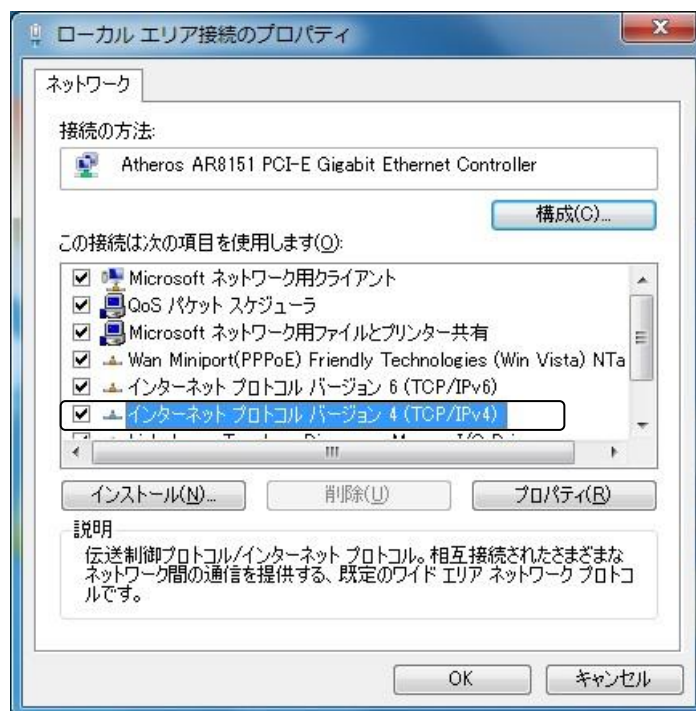 ローカル エリア接続のプロパティ
ネットワーク
接続の方法:
Atheros AR8151 PCI-E Gigabit Ethernet Controller
構成(C)...
この接続は次の項目を使用します(O):
Microsoft ネットワーク用クライアント
QoS パケット スケジューラ
Microsoft ネットワーク用ファイルとプリンター共有
Wan Miniport(PPPoE) Friendly Technologies (Win Vista) NTa
インターネット プロトコル バージョン 6 (TCP/IPv6)
インターネット プロトコル バージョン 4 (TCP/IPv4)
インストール(N)...
削除(U)
プロパティ(R)
説明
伝送制御プロトコル/インターネット プロトコル。相互接続されたさまざまな
ネットワーク間の通信を提供する、既定のワイド エリア ネットワーク プロトコ
ルです。
OK
キャンセル